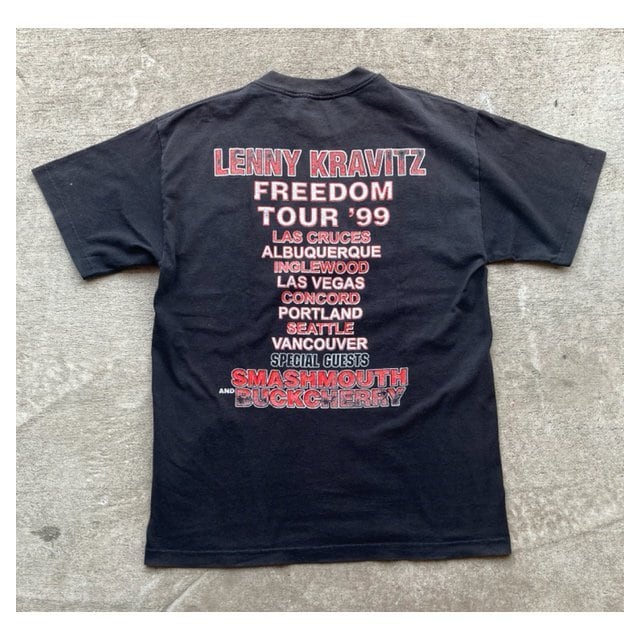 LENNY KRAVITZ
FREEDOM
TOUR '99
LAS CRUCES
ALBUQUERQUE
INGLEWOOD
LAS VEGAS
CONCORD
PORTLAND
SEATTLE
VANCOUVER
SPECIAL GUESTS
SMASHMOUTH
AND BUCKCHERRY